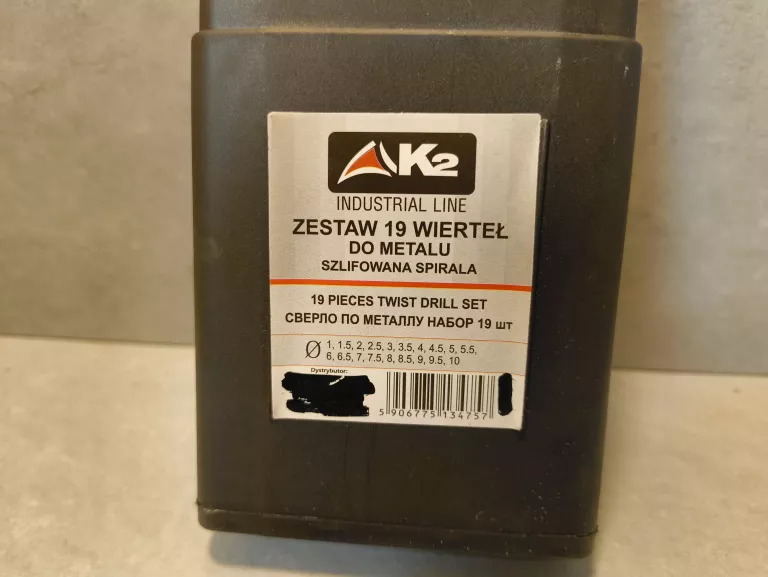 K2
INDUSTRIAL LINE
ZESTAW 19 WIERTEŁ
DO METALU
SZLIFOWANA SPIRALA
19 PIECES TWIST DRILL SET
СВЕРЛО ПО МЕТАЛЛУ НАБОР 19 шт
Ø 1, 1.5, 2, 2.5, 3, 3.5, 4, 4.5, 5, 5.5,
6, 6.5, 7, 7.5, 8, 8.5, 9, 9.5, 10
Dystrybutor:
5 906775 134757